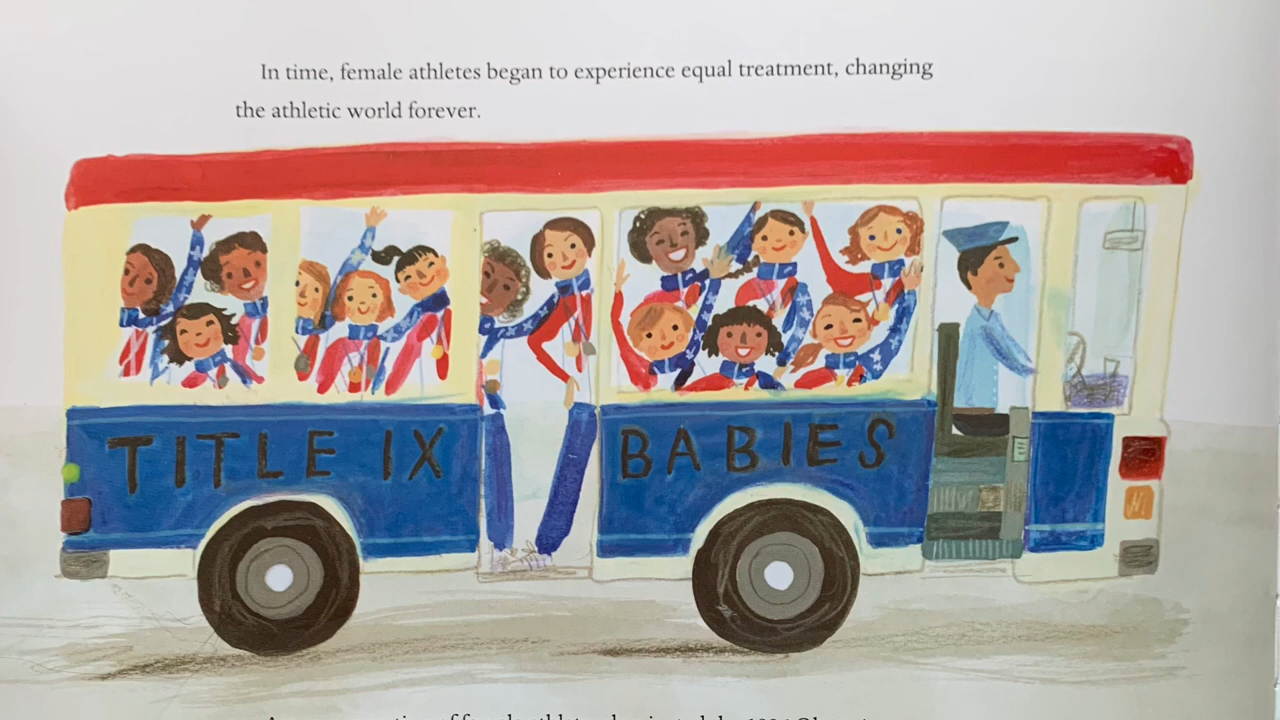 In time, female athletes began to experience equal treatment, changing
the athletic world forever.
TITLE IX BABIES